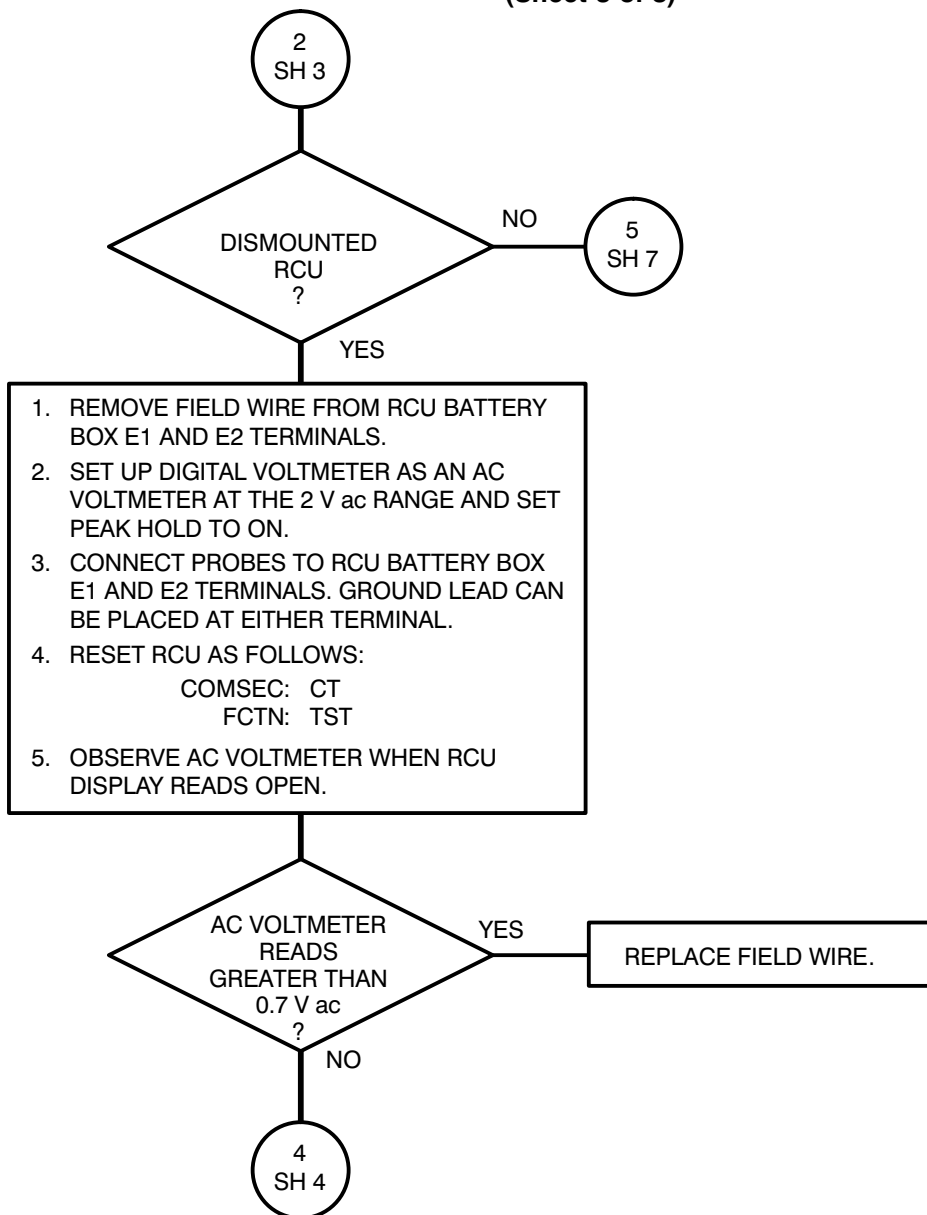 2
SH 3
DISMOUNTED
RCU
?
NO
5
SH 7
YES
1. REMOVE FIELD WIRE FROM RCU BATTERY
BOX E1 AND E2 TERMINALS.
2. SET UP DIGITAL VOLTMETER AS AN AC
VOLTMETER AT THE 2 V ac RANGE AND SET
PEAK HOLD TO ON.
3. CONNECT PROBES TO RCU BATTERY BOX
E1 AND E2 TERMINALS. GROUND LEAD CAN
BE PLACED AT EITHER TERMINAL.
4. RESET RCU AS FOLLOWS:
COMSEC: CT
FCTN: TST
5. OBSERVE AC VOLTMETER WHEN RCU
DISPLAY READS OPEN.
AC VOLTMETER
READS
GREATER THAN
0.7 V ac
?
YES
REPLACE FIELD WIRE.
NO
4
SH 4